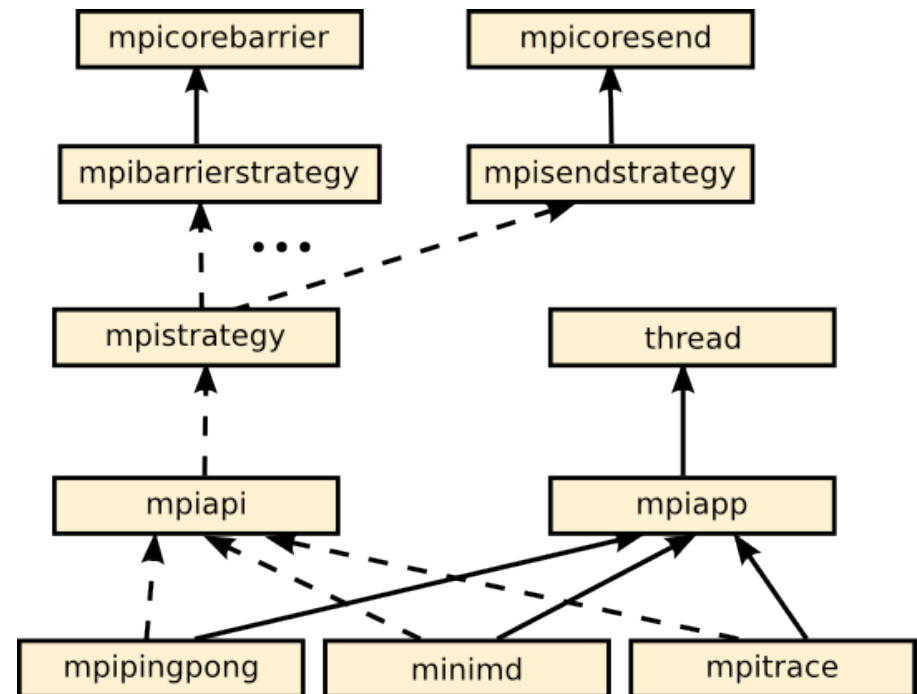 mpicorebarrier
mpicoresend
mpibarrierstrategy
mpisendstrategy
...
mpistrategy
thread
mpiapi
mpiapp
mpipingpong
minimd
mpitrace